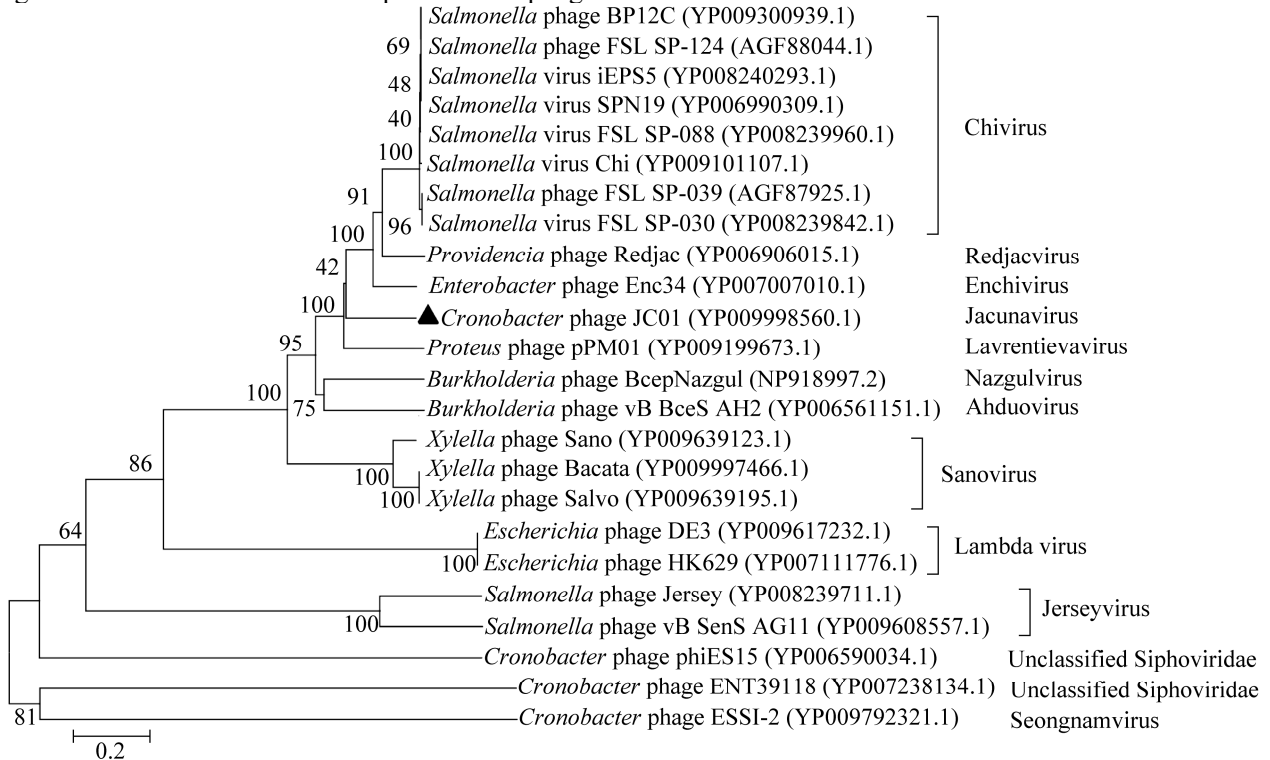 69
48
40
100
91
96
100
42
100
95
75
100
100
100
86
100
64
100
81
Salmonella phage BP12C (YP009300939.1)
Salmonella phage FSL SP-124 (AGF88044.1)
Salmonella virus iEPS5 (YP008240293.1)
Salmonella virus SPN19 (YP006990309.1)
Salmonella virus FSL SP-088 (YP008239960.1)
Salmonella virus Chi (YP009101107.1)
Salmonella phage FSL SP-039 (AGF87925.1)
Salmonella virus FSL SP-030 (YP008239842.1)
Chivirus
Providencia phage Redjac (YP006906015.1) Redjacvirus
Enterobacter phage Enc34 (YP007007010.1) Enchivirus
▲Cronobacter phage JC01 (YP009998560.1) Jacunavirus
Proteus phage pPM01 (YP009199673.1) Lavrentievavirus
Burkholderia phage BcepNazgul (NP918997.2) Nazgulvirus
Burkholderia phage vB BceS AH2 (YP006561151.1) Ahduovirus
Xylella phage Sano (YP009639123.1)
Xylella phage Bacata (YP009997466.1)
Xylella phage Salvo (YP009639195.1)
Sanovirus
Escherichia phage DE3 (YP009617232.1)
Escherichia phage HK629 (YP007111776.1)
Lambda virus
Salmonella phage Jersey (YP008239711.1)
Salmonella phage vB SenS AG11 (YP009608557.1)
Jerseyvirus
Cronobacter phage phiES15 (YP006590034.1) Unclassified Siphoviridae
Cronobacter phage ENT39118 (YP007238134.1) Unclassified Siphoviridae
Cronobacter phage ESSI-2 (YP009792321.1) Seongnamvirus
0.2